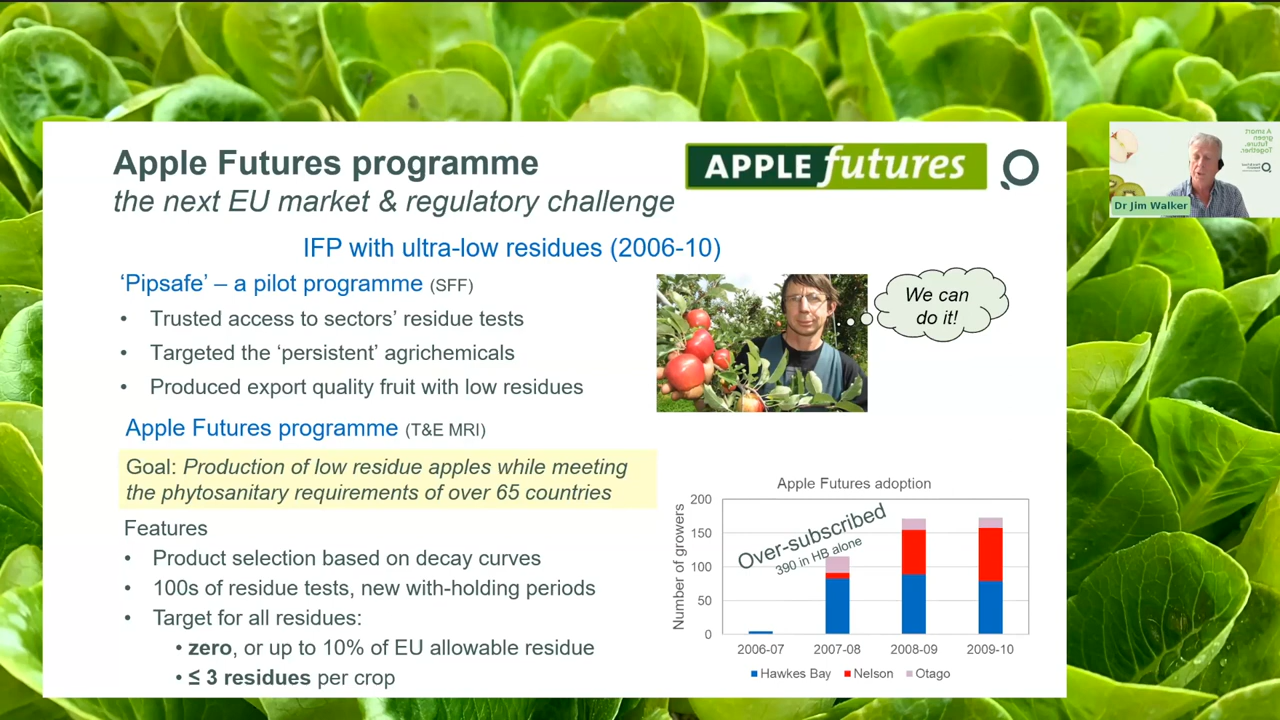 Apple Futures programme
the next EU market & regulatory challenge
APPLE futures
IFP with ultra-low residues (2006-10)
'Pipsafe' – a pilot programme (SFF)
• Trusted access to sectors' residue tests
• Targeted the 'persistent' agrichemicals
• Produced export quality fruit with low residues
We can
do it!
Apple Futures programme (T&E MRI)
Goal: Production of low residue apples while meeting
the phytosanitary requirements of over 65 countries
Features
• Product selection based on decay curves
• 100s of residue tests, new with-holding periods
• Target for all residues:
• zero, or up to 10% of EU allowable residue
• ≤ 3 residues per crop
Apple Futures adoption
Number of growers
200
150
100
50
0
Over-subscribed
390 in HB alone
2006-07 2007-08 2008-09 2009-10
Hawkes Bay Nelson Otago
A smart
green
future.
Together.
Dr Jim Walker